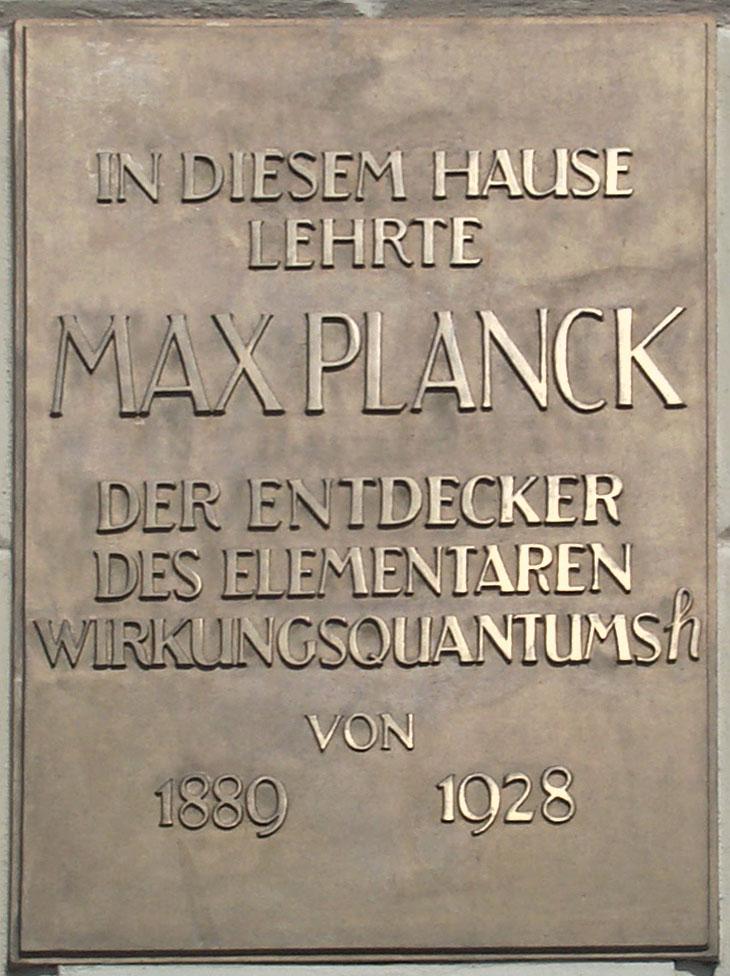 IN DIESEM HAUSE
LEHRTE
MAX PLANCK
DER ENTDECKER
DES ELEMENTAREN
WIRKUNGSQUANTUMS h
VON
1889 1928